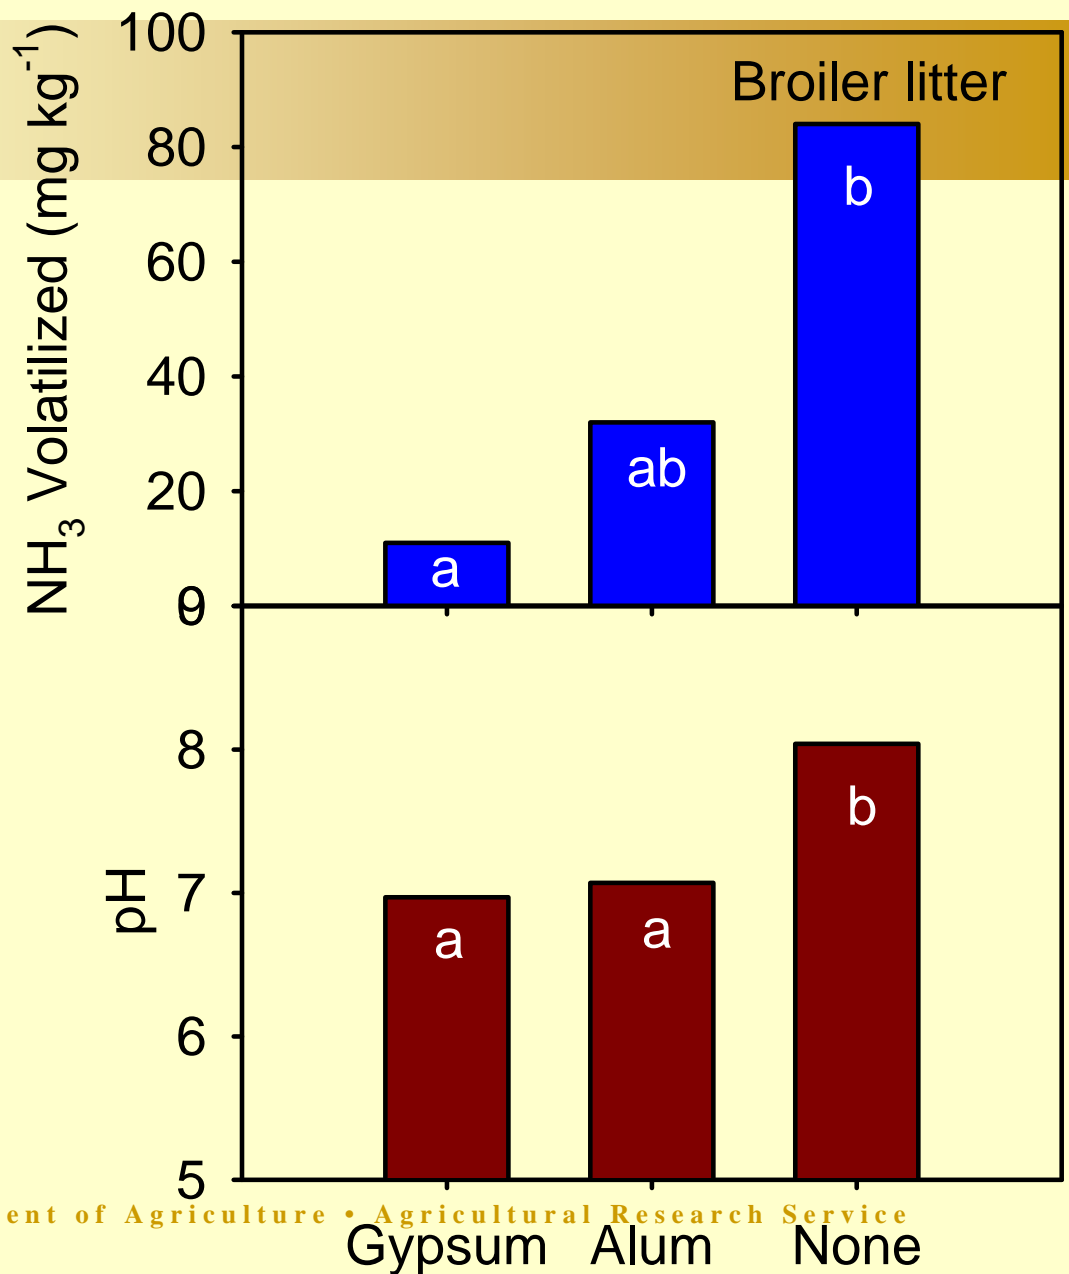 NH₃ Volatilized (mg kg⁻¹)
100
80
60
40
20
0
Broiler litter
a
ab
b
pH
9
8
7
6
5
a
a
b
ent of Agriculture • Agricultural Research Service
Gypsum Alum None